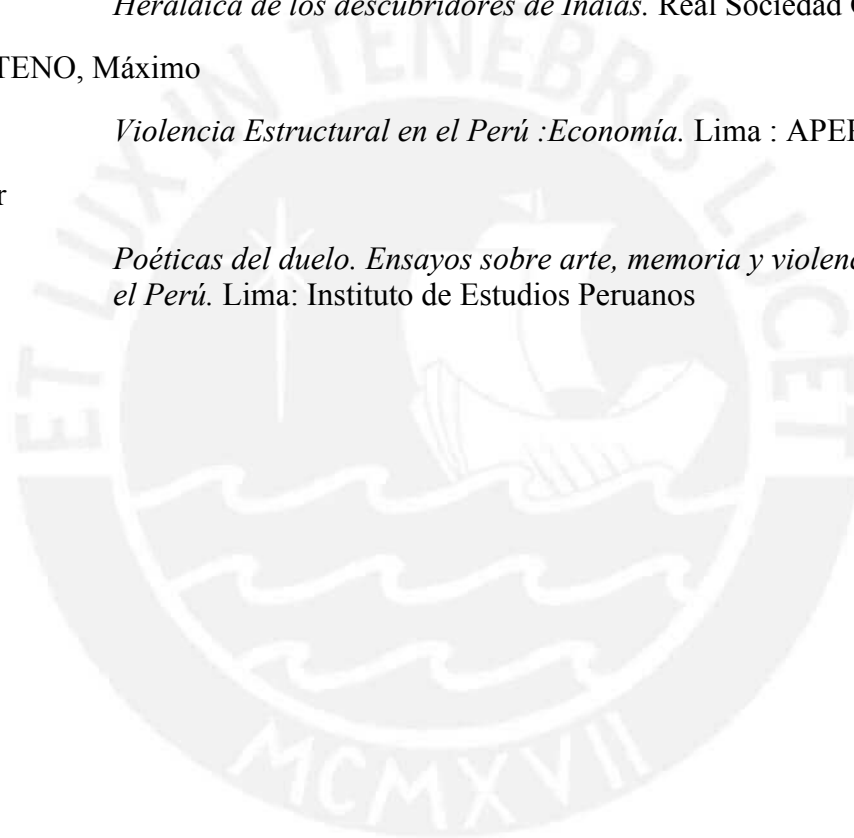 Heráldica de los descubridores de Indias. Real Sociedad
TENO, Máximo
Violencia Estructural en el Perú :Economía. Lima : APEP
r
Poéticas del duelo. Ensayos sobre arte, memoria y violenc
el Perú. Lima: Instituto de Estudios Peruanos
ET LUX IN TENEBRIS LUCET
MCMXVII